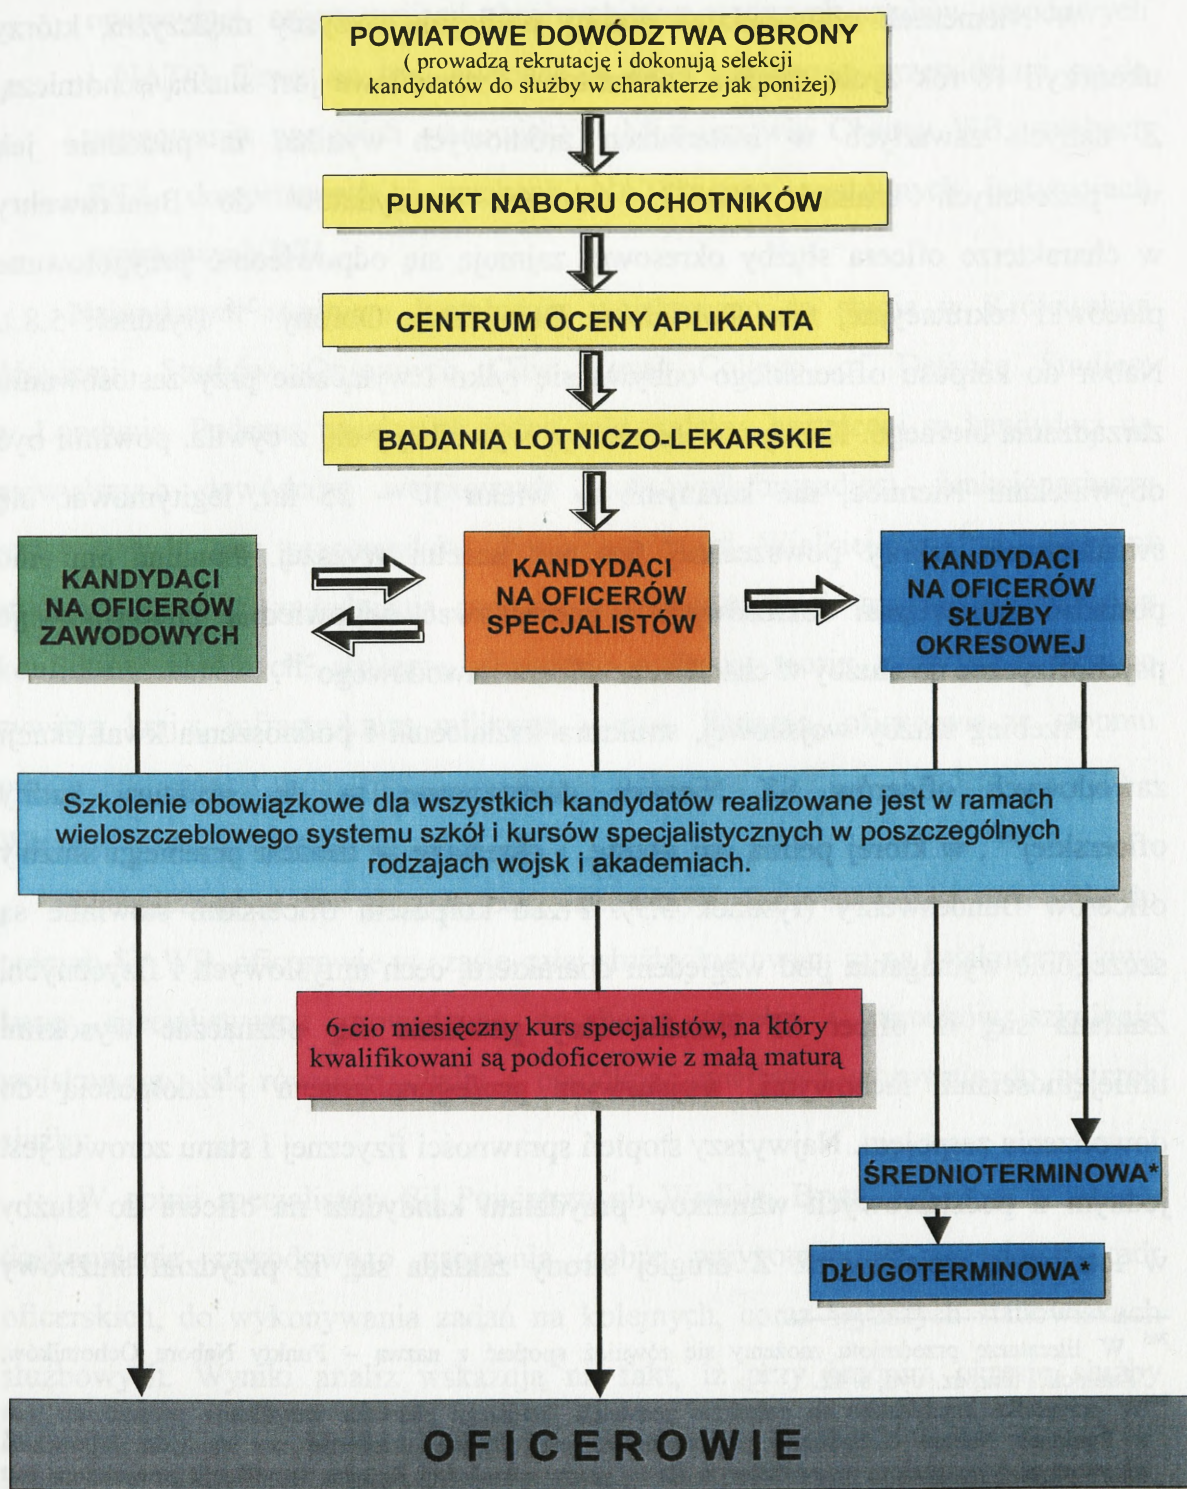 POWIATOWE DOWÓDZTWA OBRONY
( prowadzą rekrutację i dokonują selekcji
kandydatów do służby w charakterze jak poniżej)
PUNKT NABORU OCHOTNIKÓW
CENTRUM OCENY APLIKANTA
BADANIA LOTNICZO-LEKARSKIE
KANDYDACI
NA OFICERÓW
ZAWODOWYCH
KANDYDACI
NA OFICERÓW
SPECJALISTÓW
KANDYDACI
NA OFICERÓW
SŁUŻBY
OKRESOWEJ
Szkolenie obowiązkowe dla wszystkich kandydatów realizowane jest w ramach
wieloszczeblowego systemu szkół i kursów specjalistycznych w poszczególnych
rodzajach wojsk i akademiach.
6-cio miesięczny kurs specjalistów, na który
kwalifikowani są podoficerowie z małą maturą
ŚREDNIOTERMINOWA*
DŁUGOTERMINOWA*
OFICEROWIE